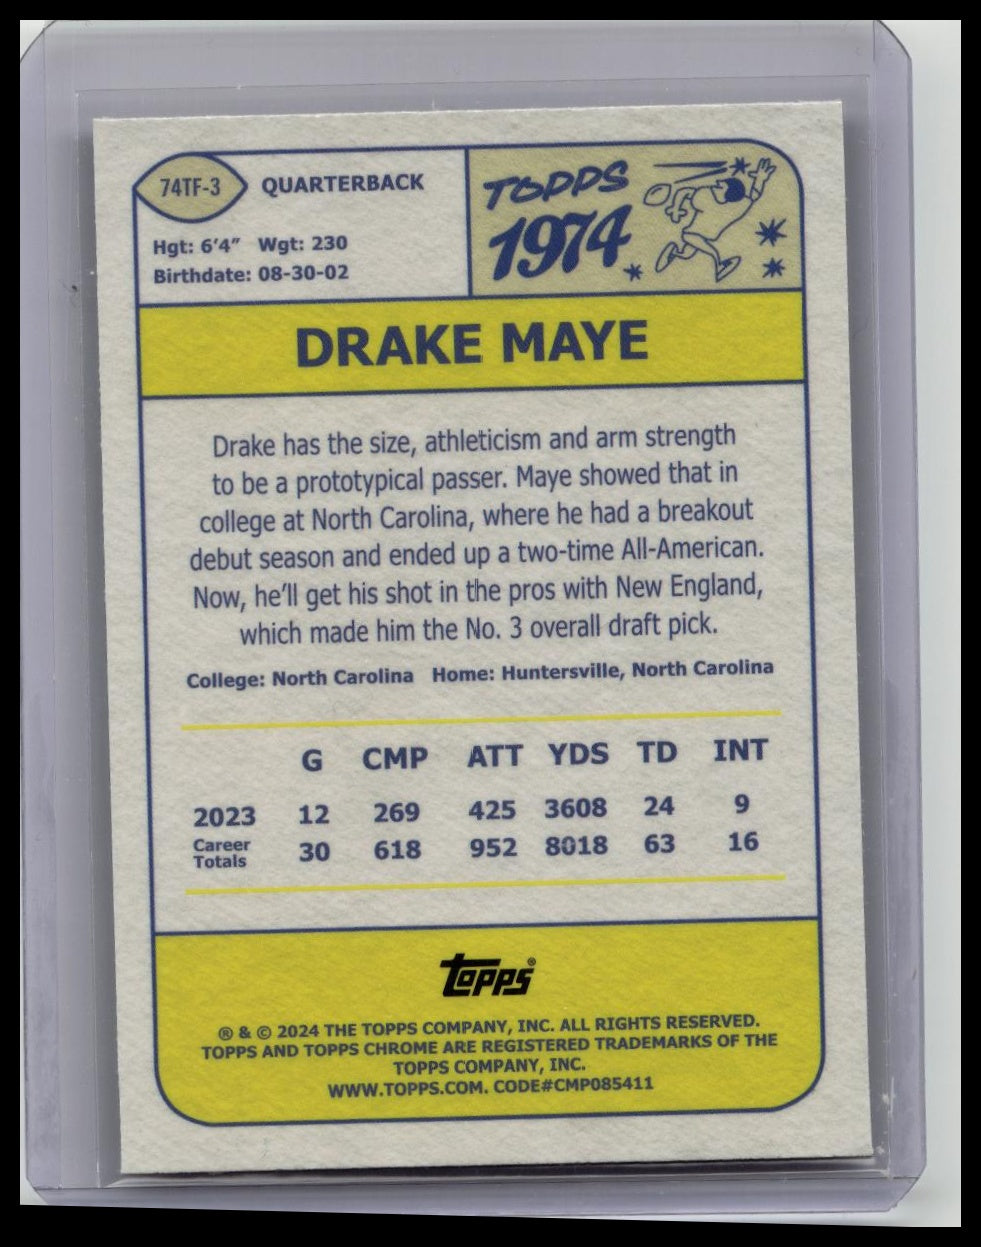 74TF-3 QUARTERBACK
Hgt: 6'4" Wgt: 230
Birthdate: 08-30-02
TOPPS
1974
DRAKE MAYE
Drake has the size, athleticism and arm strength
to be a prototypical passer. Maye showed that in
college at North Carolina, where he had a breakout
debut season and ended up a two-time All-American.
Now, he'll get his shot in the pros with New England,
which made him the No. 3 overall draft pick.
College: North Carolina Home: Huntersville, North Carolina
G CMP ATT YDS TD INT
2023 12 269 425 3608 24 9
Career Totals 30 618 952 8018 63 16
Topps®
® & © 2024 THE TOPPS COMPANY, INC. ALL RIGHTS RESERVED.
TOPPS AND TOPPS CHROME ARE REGISTERED TRADEMARKS OF THE
TOPPS COMPANY, INC.
WWW.TOPPS.COM. CODE#CMP085411